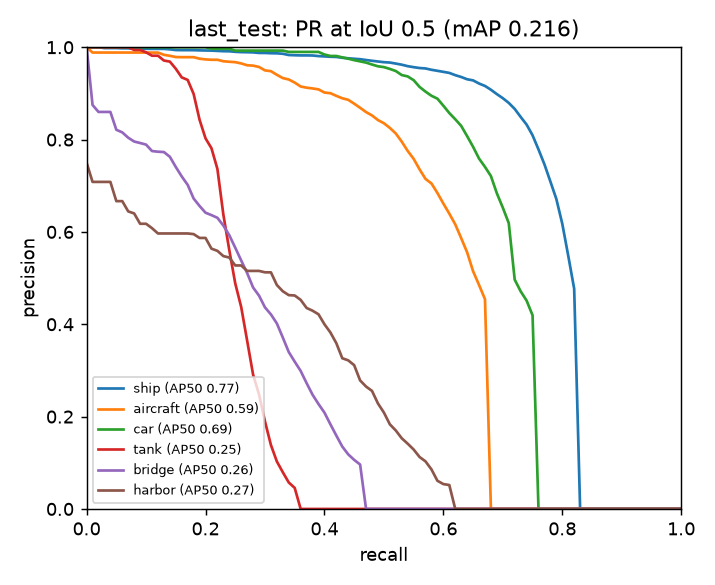 last_test: PR at IoU 0.5 (mAP 0.216)
precision
1.0
0.8
0.6
0.4
0.2
0.0
ship (AP50 0.77)
aircraft (AP50 0.59)
car (AP50 0.69)
tank (AP50 0.25)
bridge (AP50 0.26)
harbor (AP50 0.27)
0.0 0.2 0.4 0.6 0.8 1.0
recall